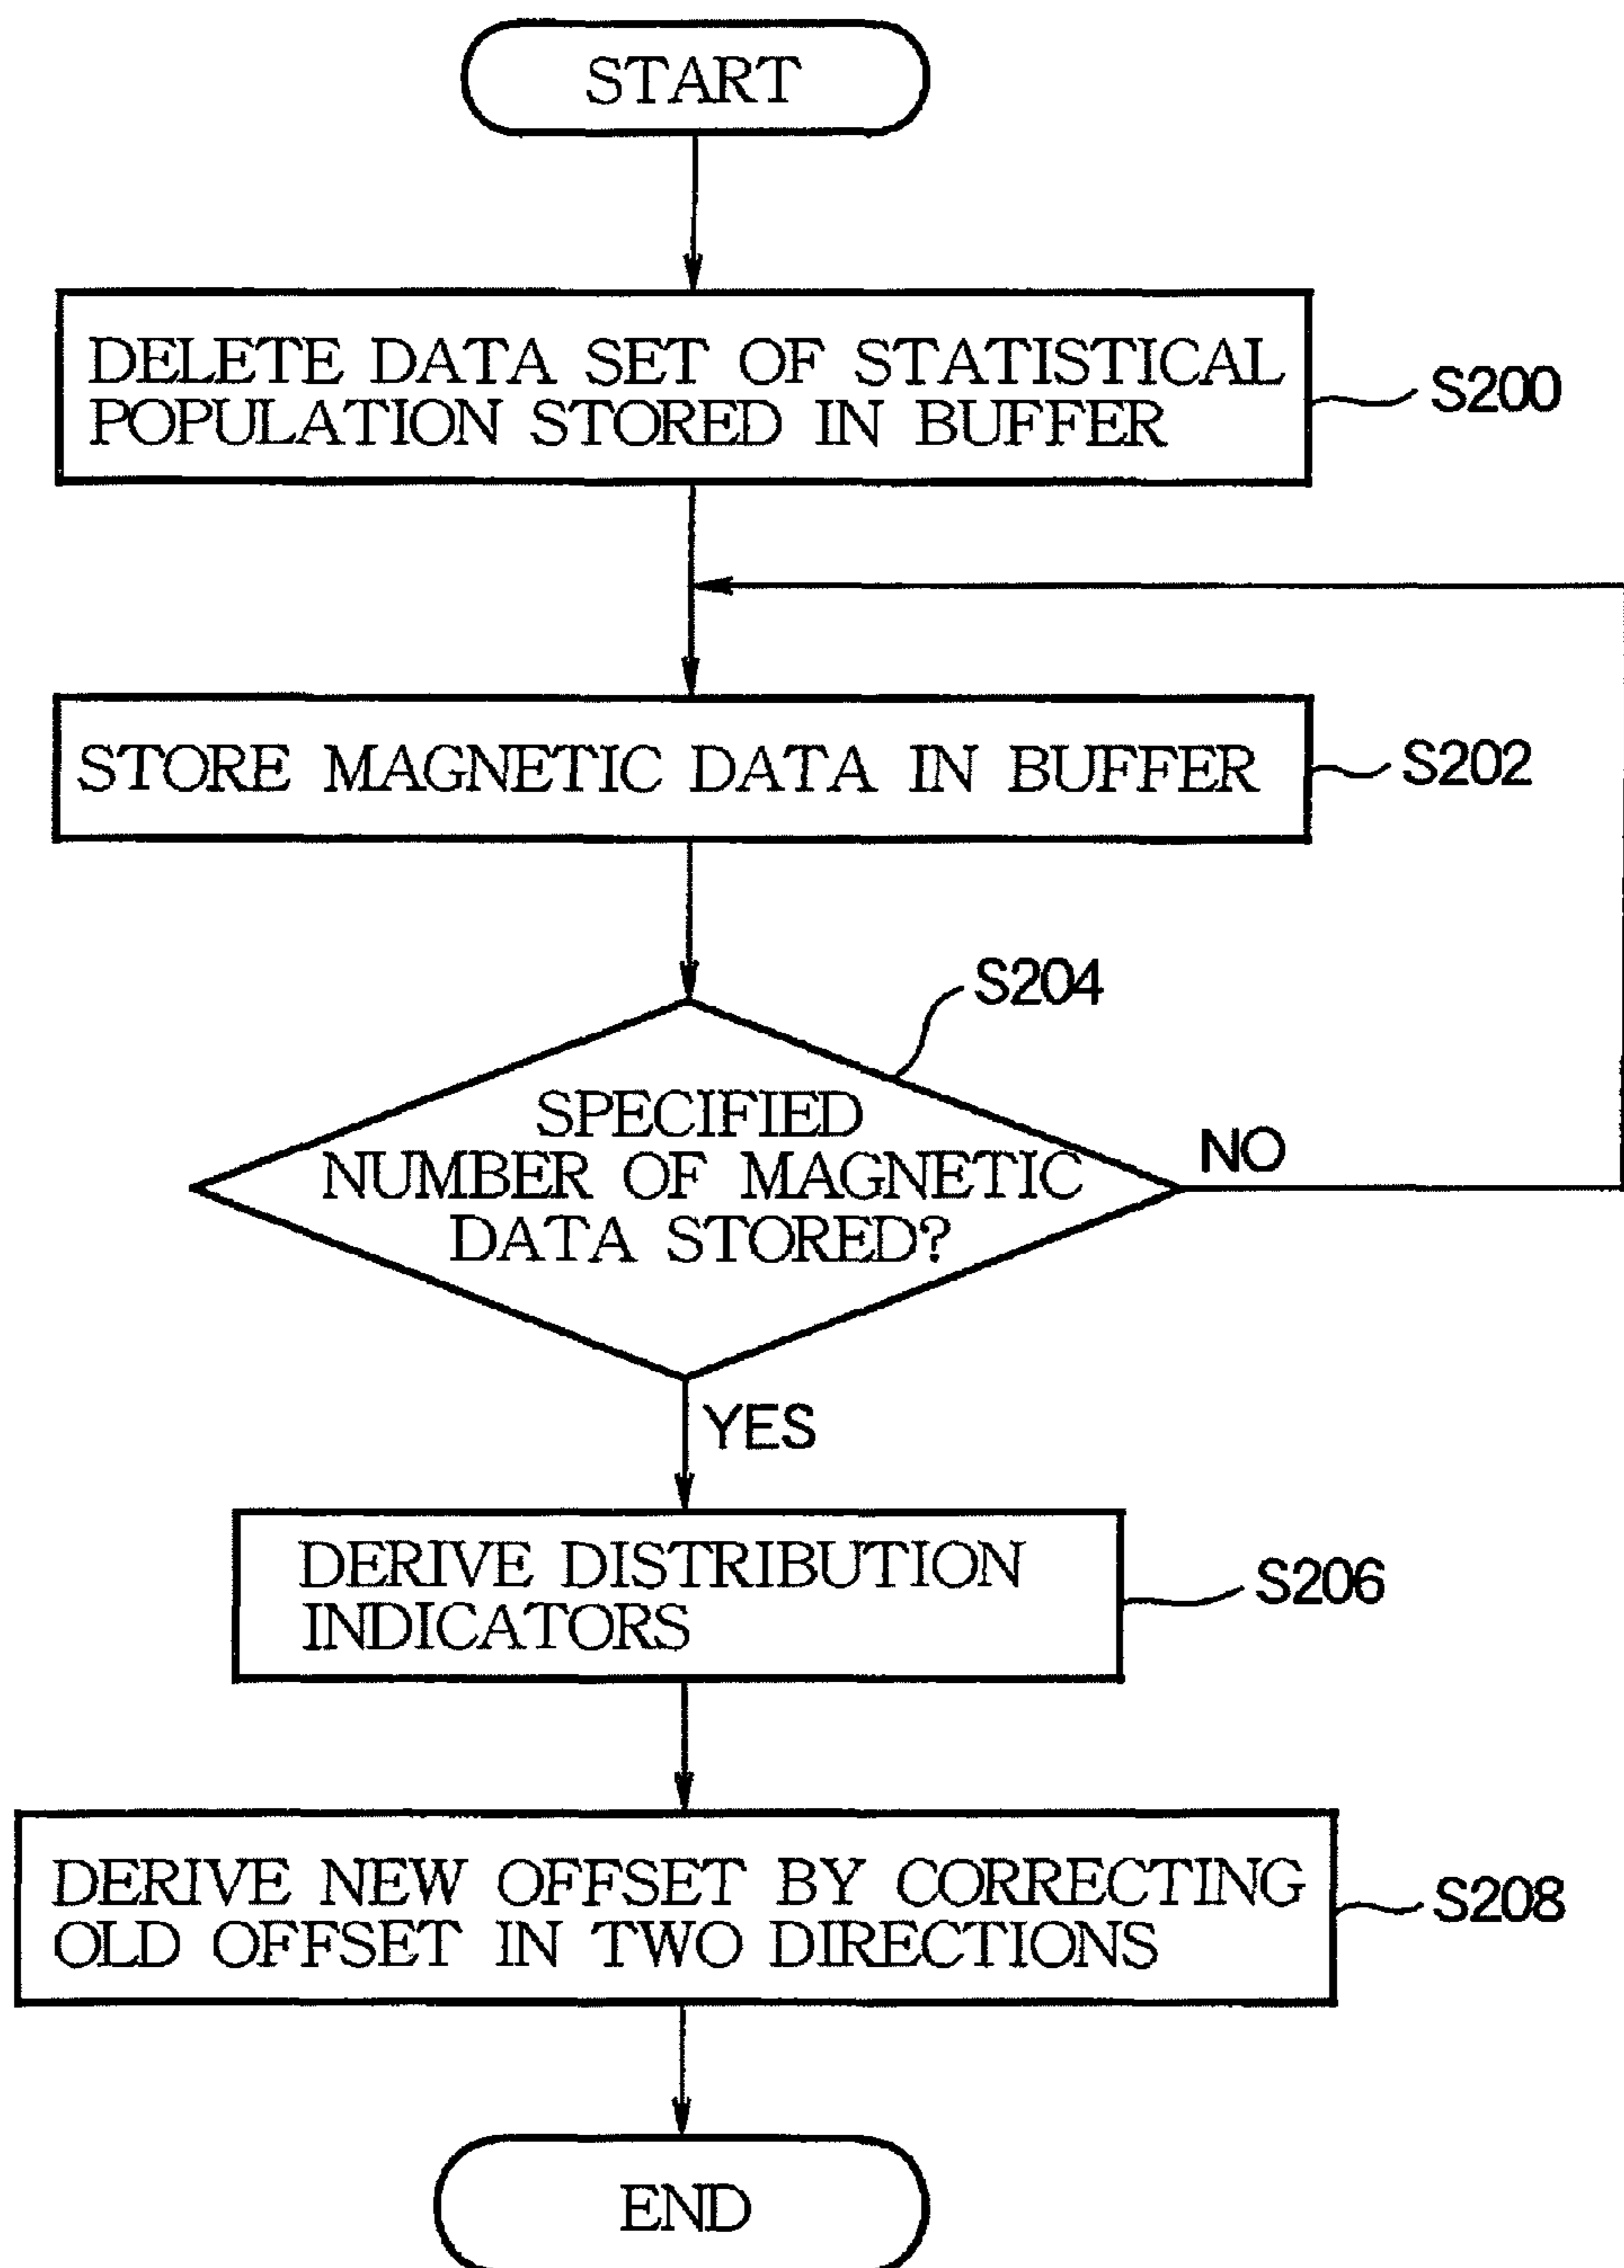 START
DELETE DATA SET OF STATISTICAL
POPULATION STORED IN BUFFER
S200
STORE MAGNETIC DATA IN BUFFER
S202
S204
SPECIFIED
NUMBER OF MAGNETIC
DATA STORED?
NO
YES
DERIVE DISTRIBUTION
INDICATORS
S206
DERIVE NEW OFFSET BY CORRECTING
OLD OFFSET IN TWO DIRECTIONS
S208
END